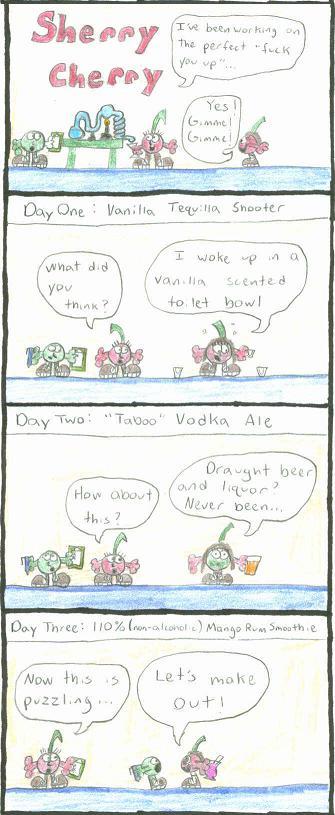 Sherry
Cherry
I've been working on
the perfect "fuck
you up"...
Yes!
Gimme!
Gimme!
Day One: Vanilla Tequilla Shooter
What did
you
think?
I woke up in a
vanilla scented
toilet bowl
Day Two: "Taboo" Vodka Ale
How about
this?
Draught beer
and liquor?
Never been...
Day Three: 110% (non-alcoholic) Mango Rum Smoothie
Now this is
puzzling...
Let's make
out!